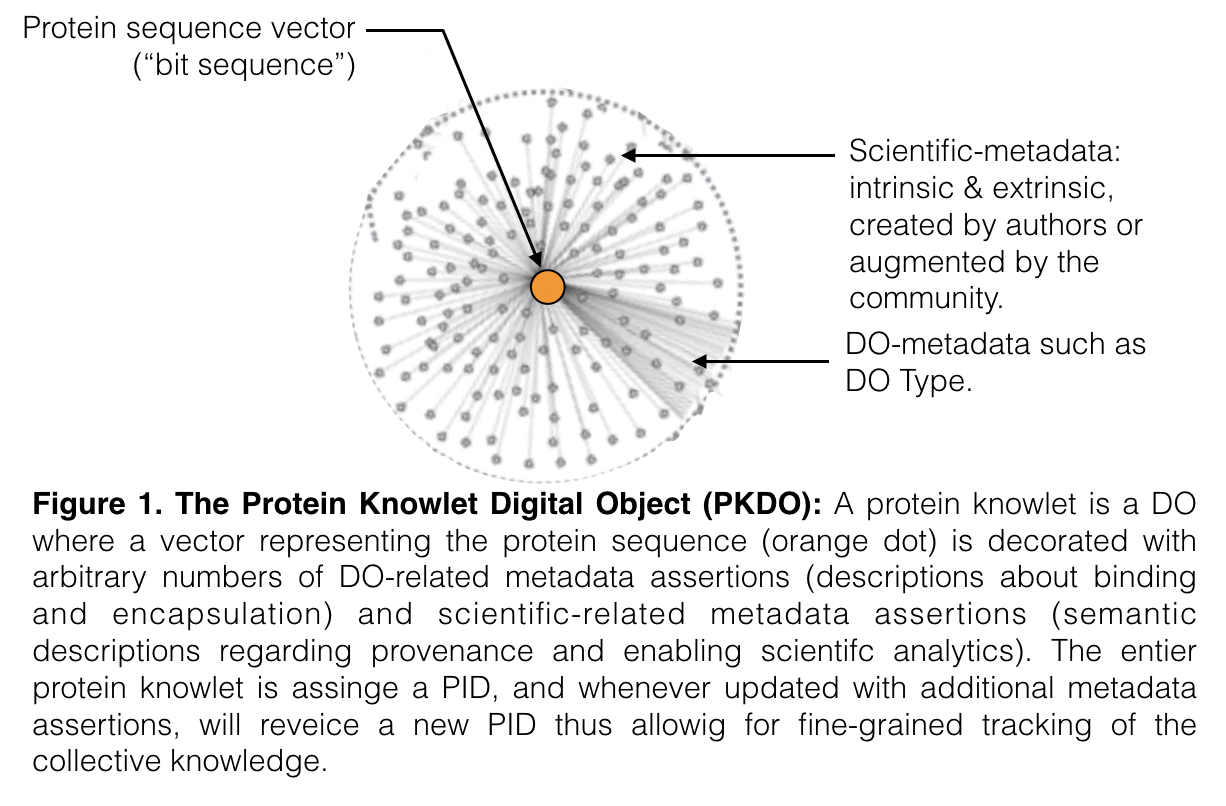 Protein sequence vector
(“bit sequence”)
Scientific-metadata:
intrinsic & extrinsic,
created by authors or
augmented by the
community.
DO-metadata such as
DO Type.
Figure 1. The Protein Knowlet Digital Object (PKDO): A protein knowlet is a DO
where a vector representing the protein sequence (orange dot) is decorated with
arbitrary numbers of DO-related metadata assertions (descriptions about binding
and encapsulation) and scientific-related metadata assertions (semantic
descriptions regarding provenance and enabling scientifc analytics). The entier
protein knowlet is assinge a PID, and whenever updated with additional metadata
assertions, will reveice a new PID thus allowig for fine-grained tracking of the
collective knowledge.